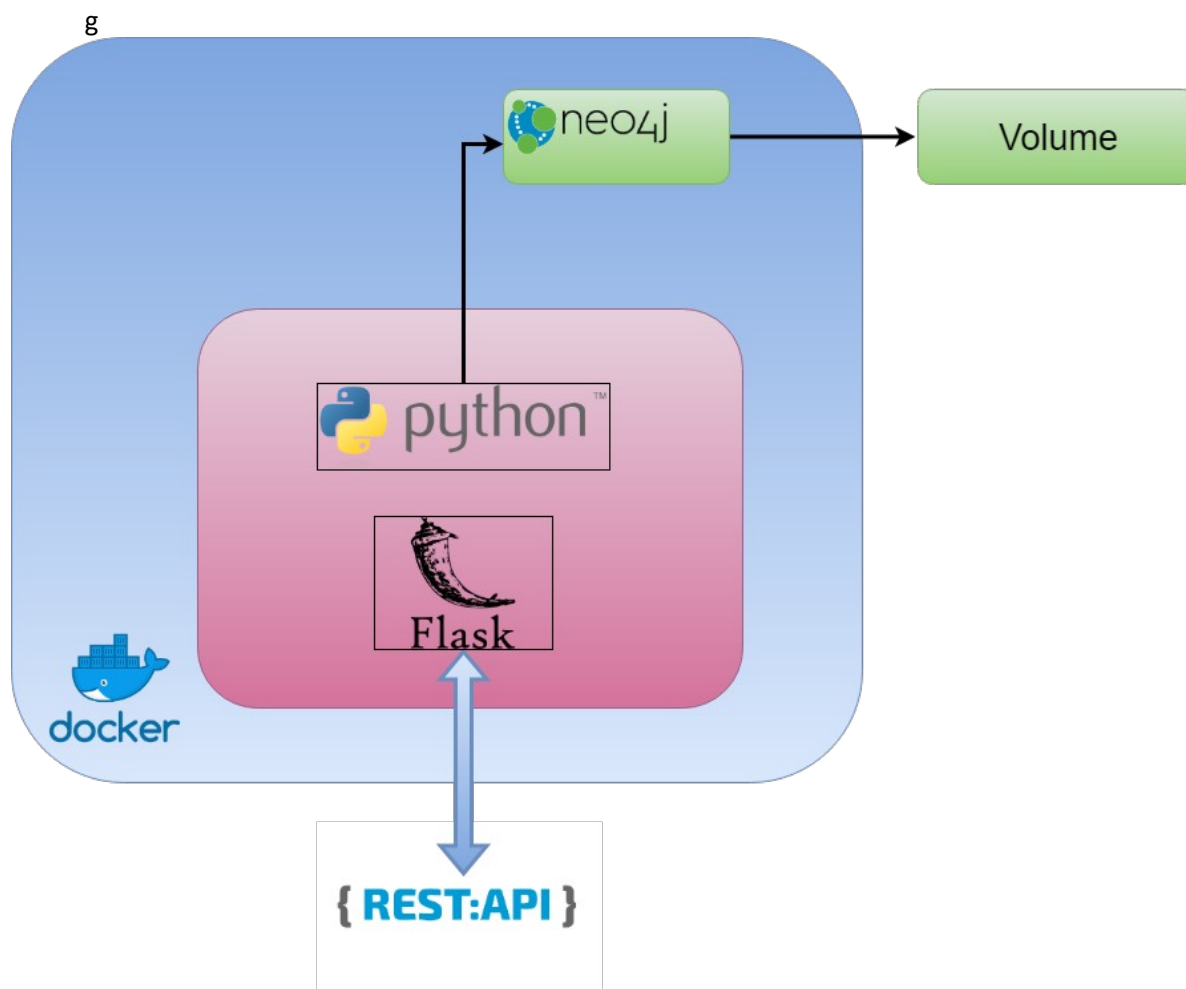 g
neo4j
Volume
python™
Flask
docker
{ REST:API }